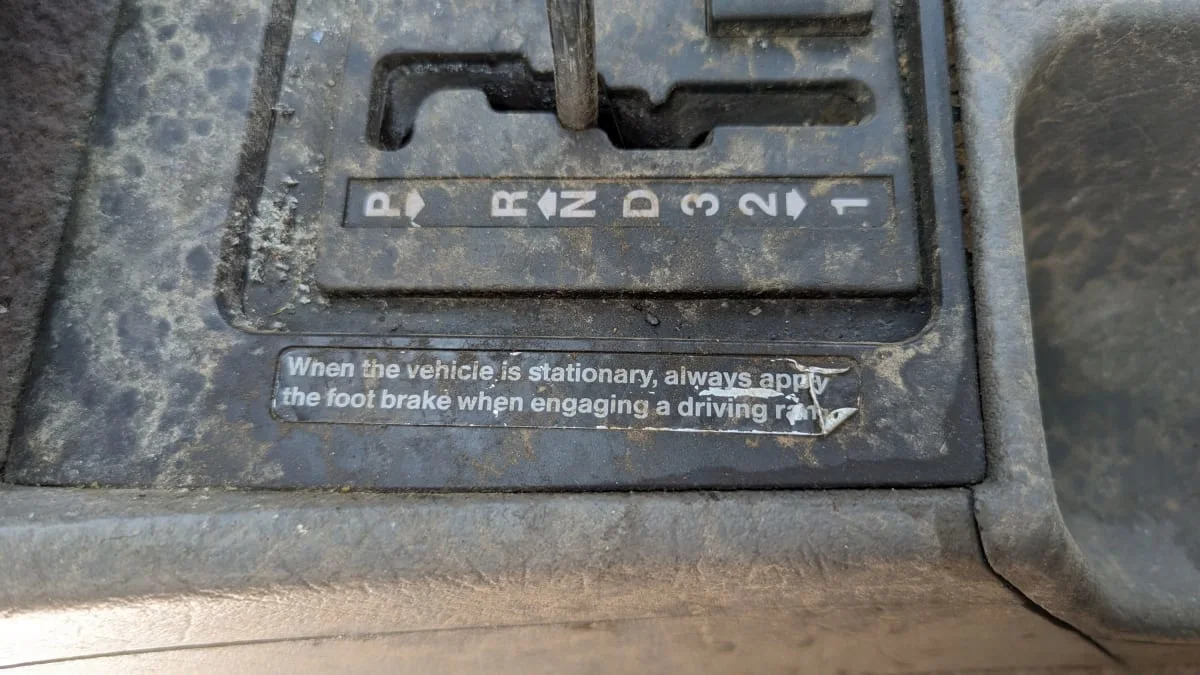 P R N D 3 2 1
When the vehicle is stationary, always apply
the foot brake when engaging a driving